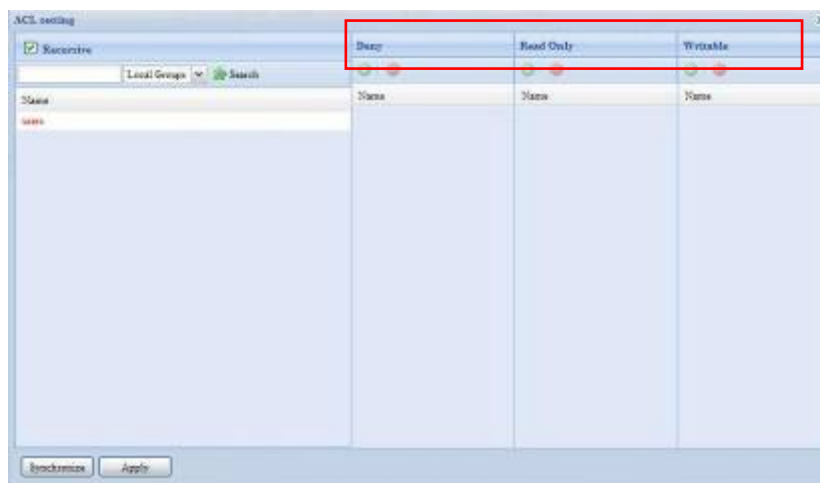 ACL setting
Recursive
Deny
Read Only
Writable
Local Groups
Search
Name
Name
Name
Name
users
Synchronize
Apply